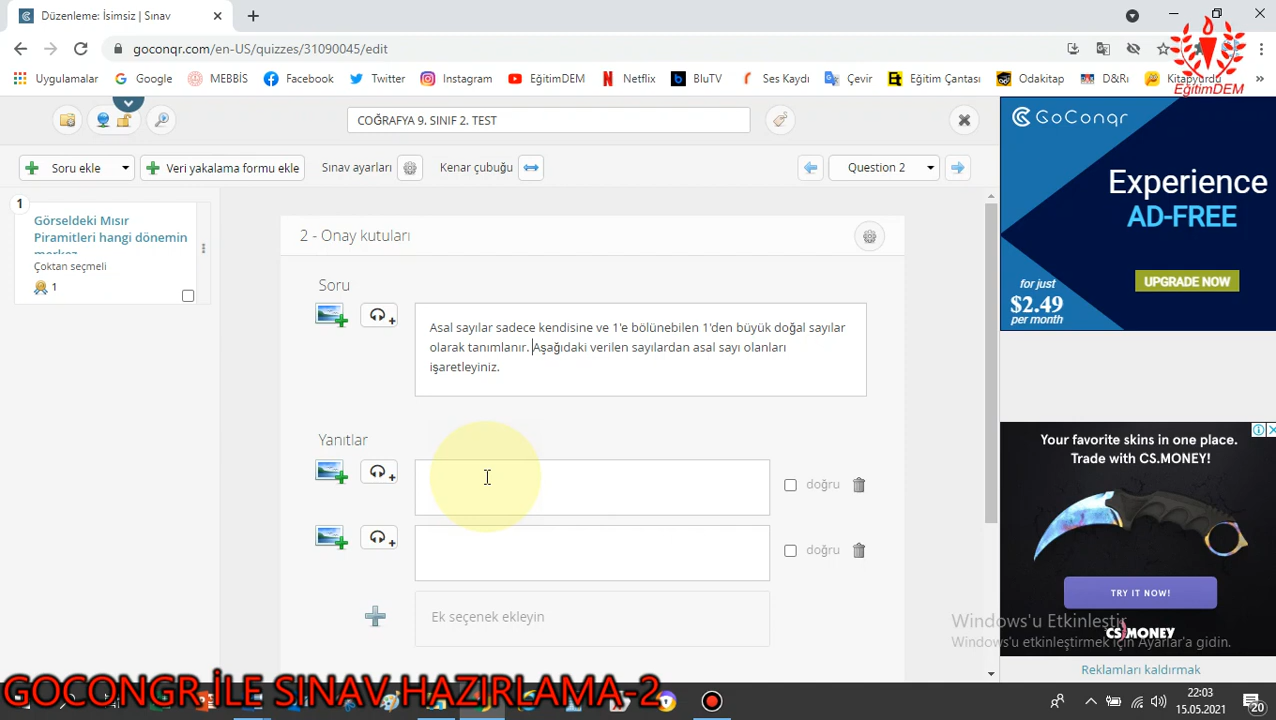 Düzenleme: İsimsiz | Sınav
goconqr.com/en-US/quizzes/31090045/edit
Uygulamalar Google MEBBİS Facebook Twitter Instagram EğitimDEM Netflix BluTV Ses Kaydı Çevir Eğitim Çantası Odakitap D&Rı Kitapyurdu
EğitimDEM
COĞRAFYA 9. SINIF 2. TEST
Soru ekle Veri yakalama formu ekle Sınav ayarları Kenar çubuğu Question 2
1
Görseldeki Mısır
Piramitleri hangi dönemin
merkez
Çoktan seçmeli
1
2 - Onay kutuları
Soru
Asal sayılar sadece kendisine ve 1'e bölünebilen 1'den büyük doğal sayılar
olarak tanımlanır. Aşağıdaki verilen sayılardan asal sayı olanları
işaretleyiniz.
Yanıtlar
doğru
doğru
Ek seçenek ekleyin
GoConqr
Experience
AD-FREE
for just
$2.49
per month
UPGRADE NOW
Your favorite skins in one place.
Trade with CS.MONEY!
TRY IT NOW!
CS MONEY
Windows'u Etkinleştir
Windows'u etkinleştirmek için Ayarlar'a gidin.
Reklamları kaldırmak
GOCONGR İLE SINAV HAZIRLAMA-2
22:03
15.05.2021
20